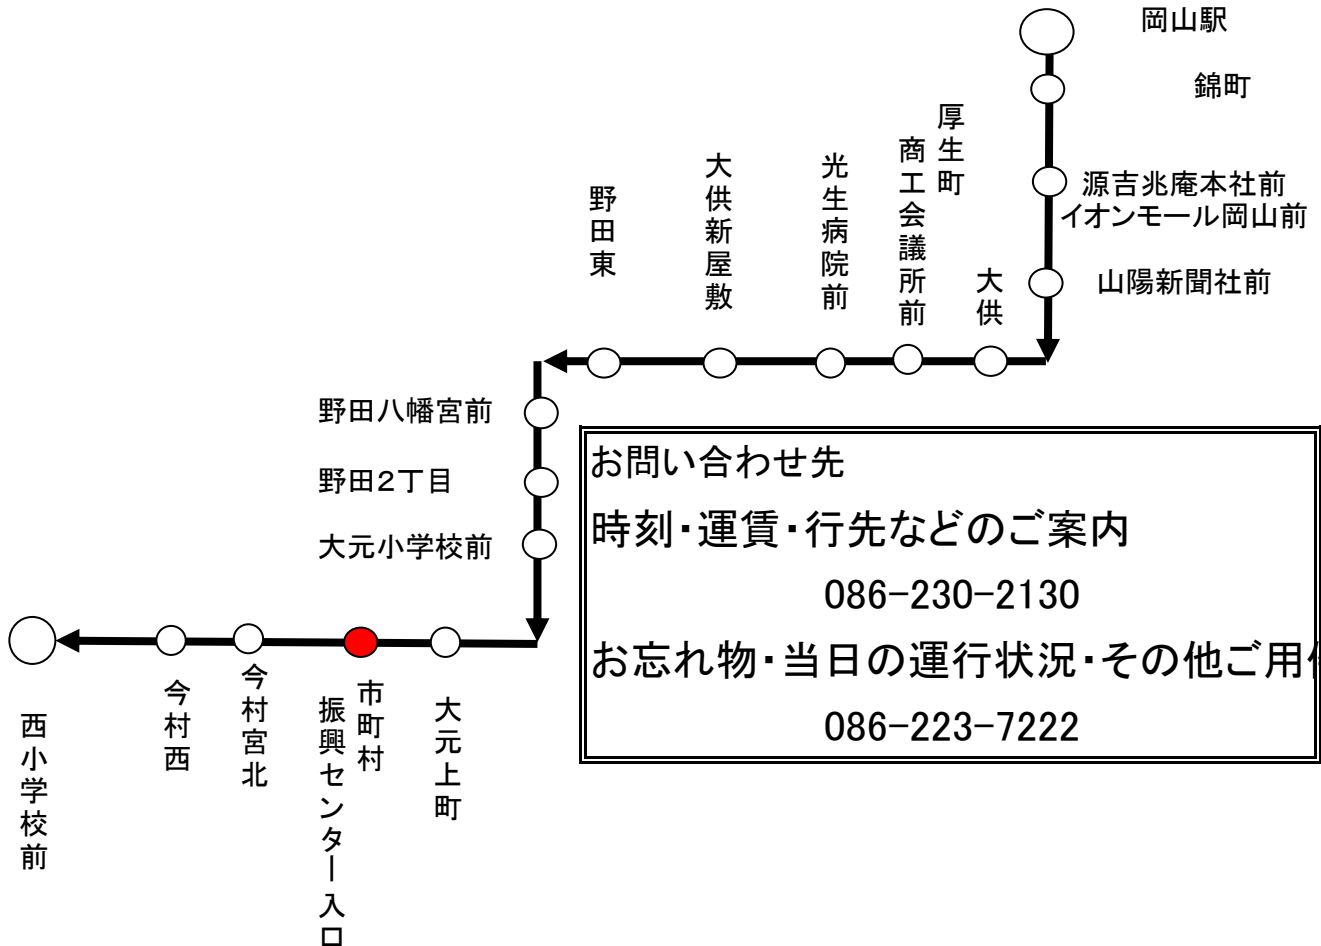 岡山駅
錦町
源吉兆庵本社前
イオンモール岡山前
山陽新聞社前
大供
厚生町
商工会議所前
光生病院前
大供新屋敷
野田東
野田八幡宮前
野田2丁目
大元小学校前
大元上町
市町村
振興センター入口
今村宮北
今村西
西小学校前
お問い合わせ先
時刻・運賃・行先などのご案内
086-230-2130
お忘れ物・当日の運行状況・その他ご用
086-223-7222